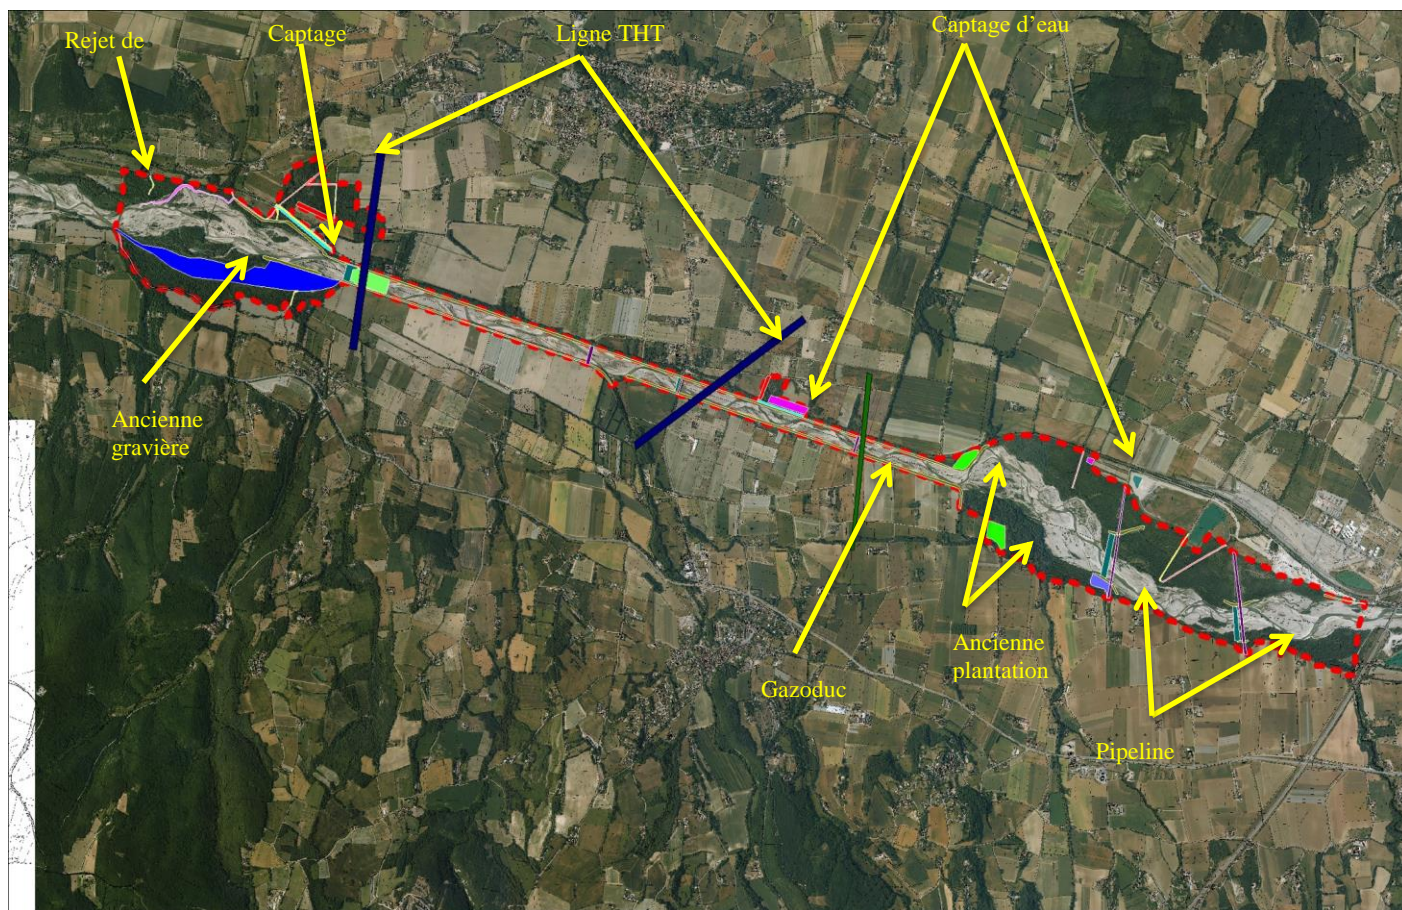 Rejet de
Captage
Ligne THT
Captage d’eau
Ancienne
gravière
Gazoduc
Ancienne
plantation
Pipeline